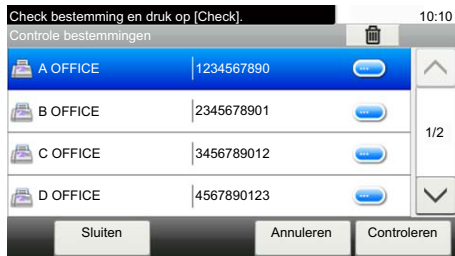 Check bestemming en druk op [Check]. 10:10
Controle bestemmingen
A OFFICE 1234567890
B OFFICE 2345678901
1/2
C OFFICE 3456789012
D OFFICE 4567890123
Sluiten Annuleren Controleren